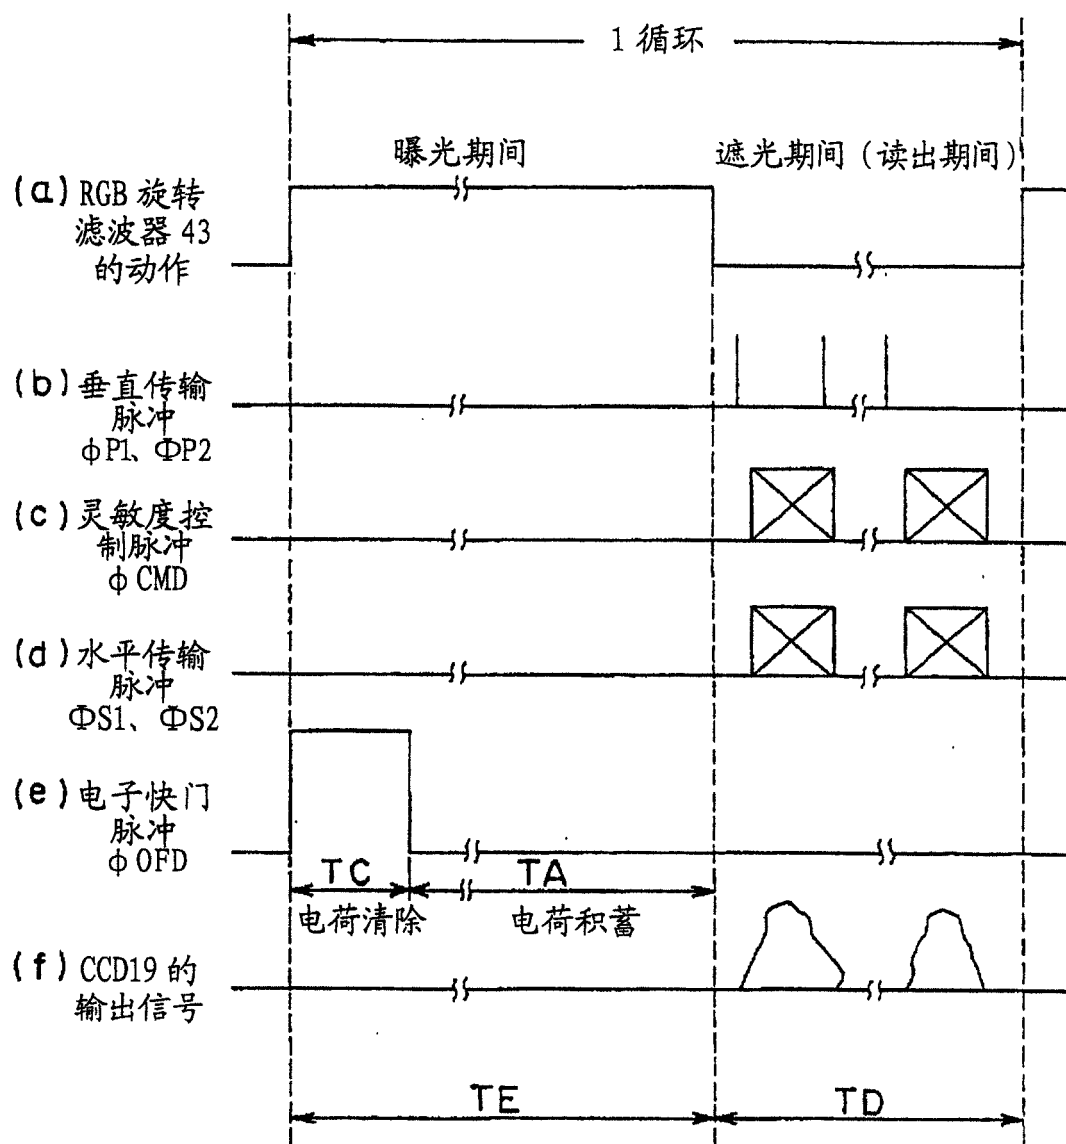 1循环
曝光期间
遮光期间(读出期间)
(a) RGB 旋转
滤波器 43
的动作
(b) 垂直传输
脉冲
φP1、ΦP2
(c) 灵敏度控
制脉冲
φCMD
(d) 水平传输
脉冲
ΦS1、ΦS2
(e) 电子快门
脉冲
φOFD
TC
TA
电荷清除
电荷积蓄
(f) CCD19 的
输出信号
TE
TD